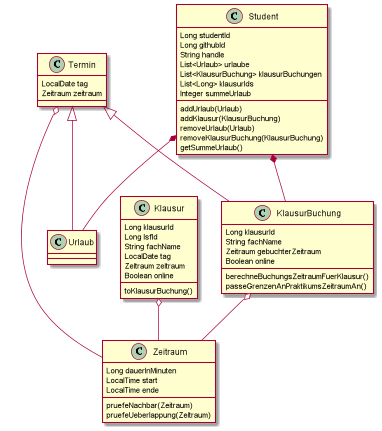 C Student
Long studentId
Long githubId
String handle
List<Urlaub> urlaube
List<KlausurBuchung> klausurBuchungen
List<Long> klausurIds
Integer summeUrlaub
addUrlaub(Urlaub)
addKlausur(KlausurBuchung)
removeUrlaub(Urlaub)
removeKlausurBuchung(KlausurBuchung)
getSummeUrlaub()
C Termin
LocalDate tag
Zeitraum zeitraum
C Urlaub
C Klausur
Long klausurId
Long lsfId
String fachName
LocalDate tag
Zeitraum zeitraum
Boolean online
toKlausurBuchung()
C KlausurBuchung
Long klausurId
String fachName
Zeitraum gebuchterZeitraum
Boolean online
berechneBuchungsZeitraumFuerKlausur()
passeGrenzenAnPraktikumsZeitraumAn()
C Zeitraum
Long dauerInMinuten
LocalTime start
LocalTime ende
pruefeNachbar(Zeitraum)
pruefeUeberlappung(Zeitraum)